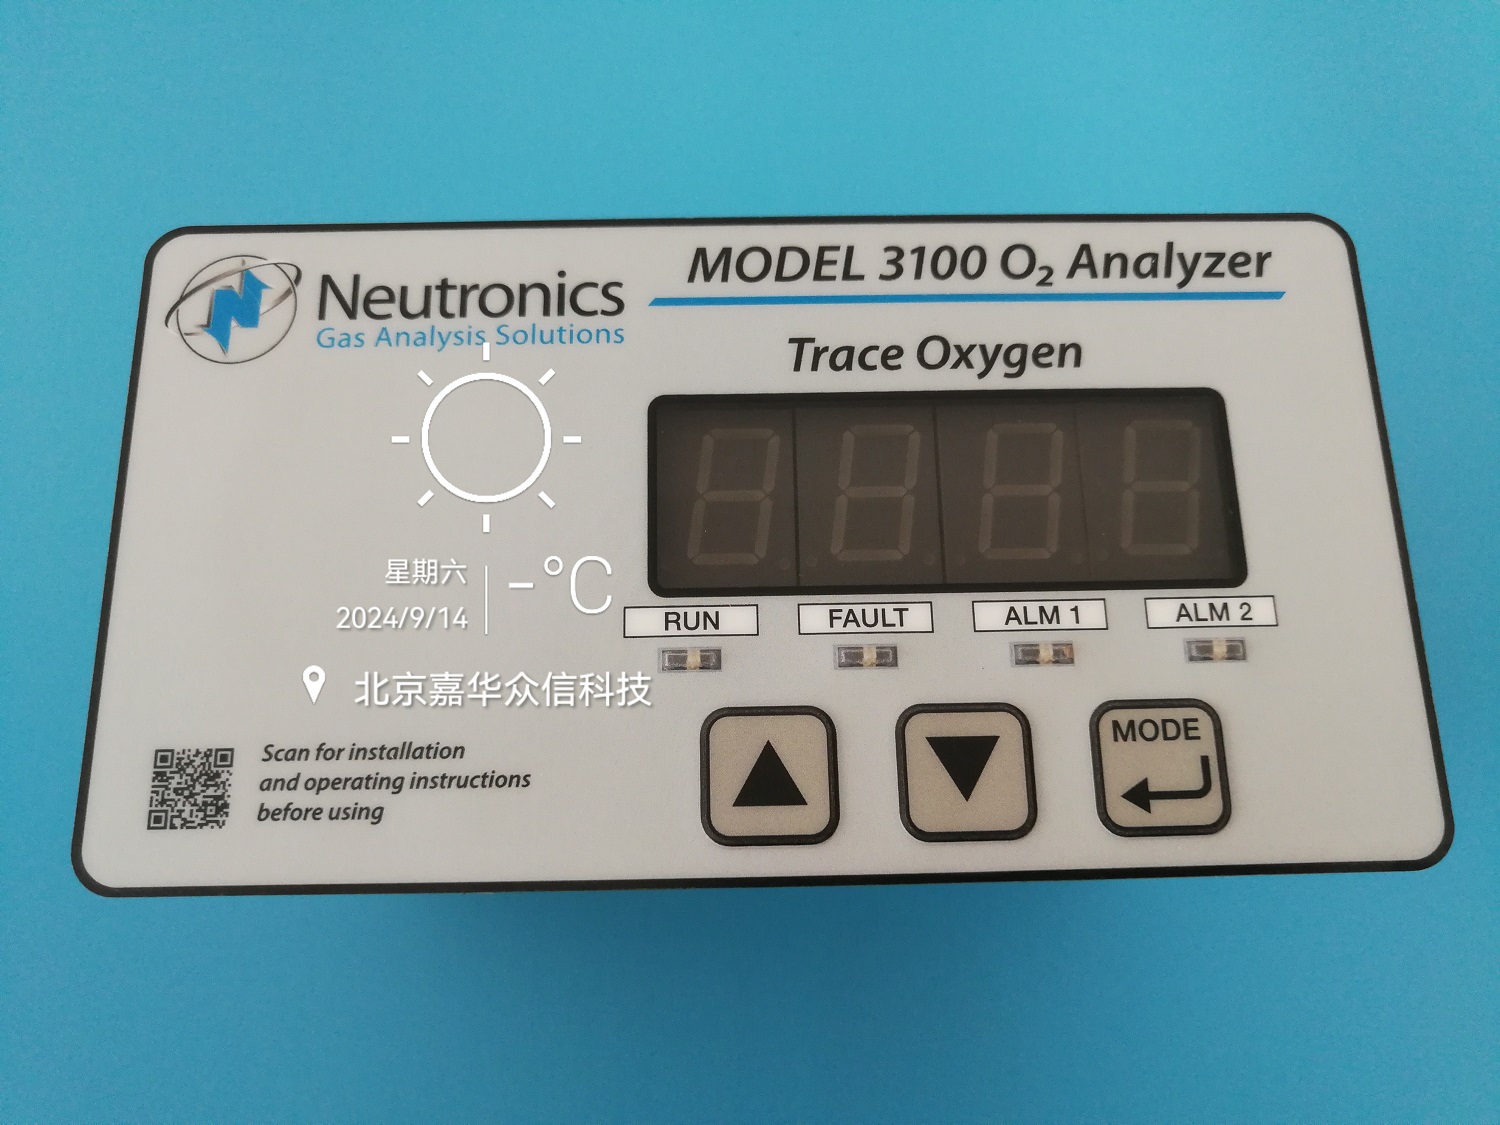 Neutronics
Gas Analysis Solutions
MODEL 3100 O₂ Analyzer
Trace Oxygen
星期六
2024/9/14
-°C
北京嘉华众信科技
RUN
FAULT
ALM 1
ALM 2
MODE
Scan for installation
and operating instructions
before using